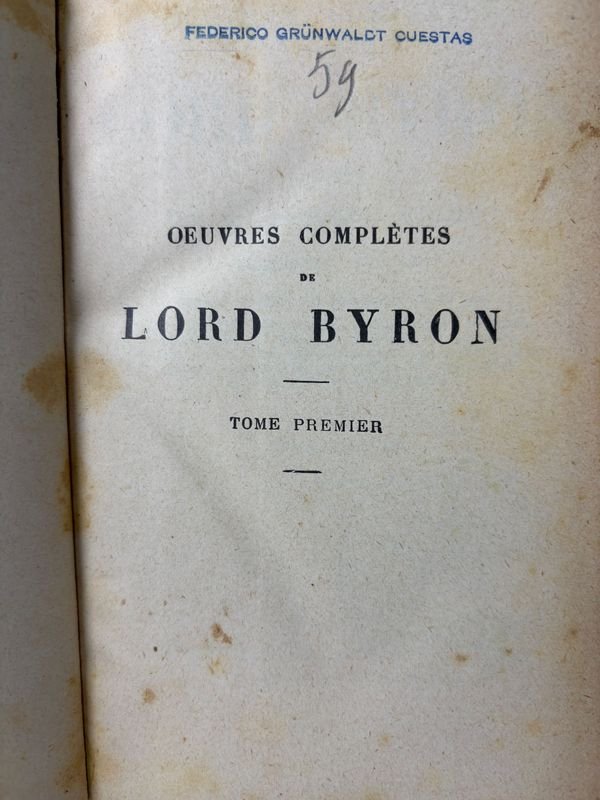 FEDERICO GRÜNWALDT CUESTAS
59
OEUVRES COMPLÈTES
DE
LORD BYRON
TOME PREMIER